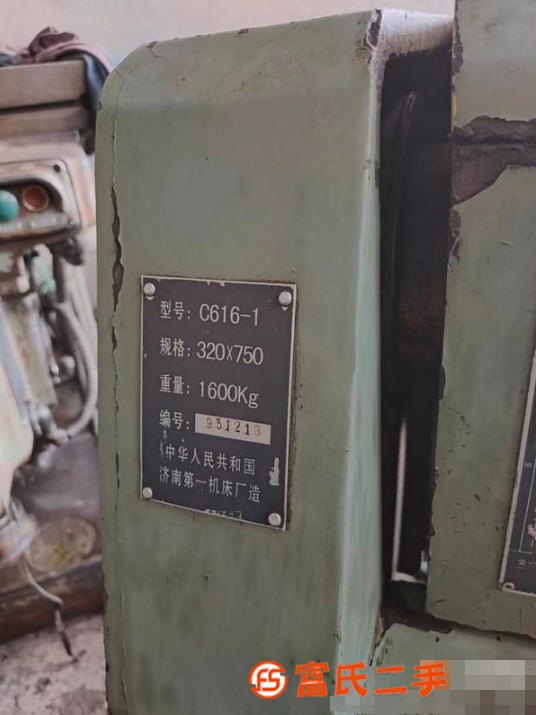 型号: C616-1
规格: 320X750
重量: 1600Kg
编号: 931213
中华人民共和国
济南第一机床厂造
富氏二手